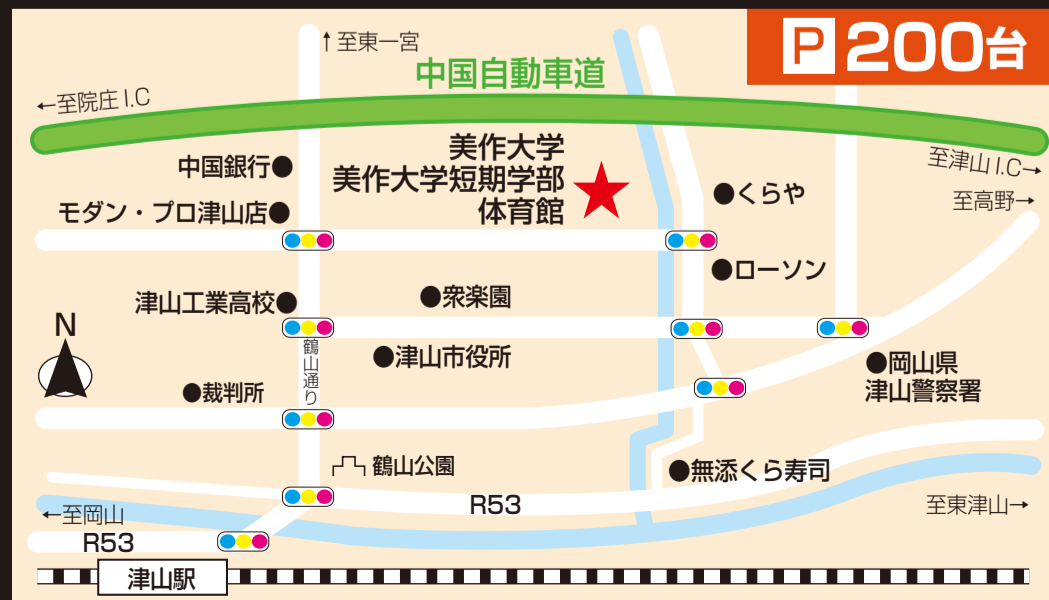 P 200台
↑至東一宮
中国自動車道
←至院庄 I.C
美作大学
美作大学短期学部
体育館
中国銀行●
モダン・プロ津山店●
至津山 I.C→
至高野→
●くらや
●ローソン
津山工業高校●
●衆楽園
N
鶴山通り
●津山市役所
●岡山県
津山警察署
●裁判所
鶴山公園
●無添くら寿司
R53
←至岡山
R53
至東津山→
津山駅